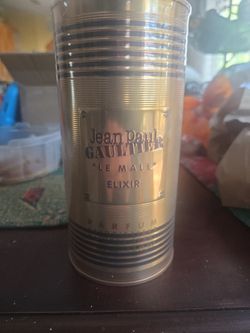 Jean Paul
GAULTIER
"LE MALE"
ELIXIR
PARFUM